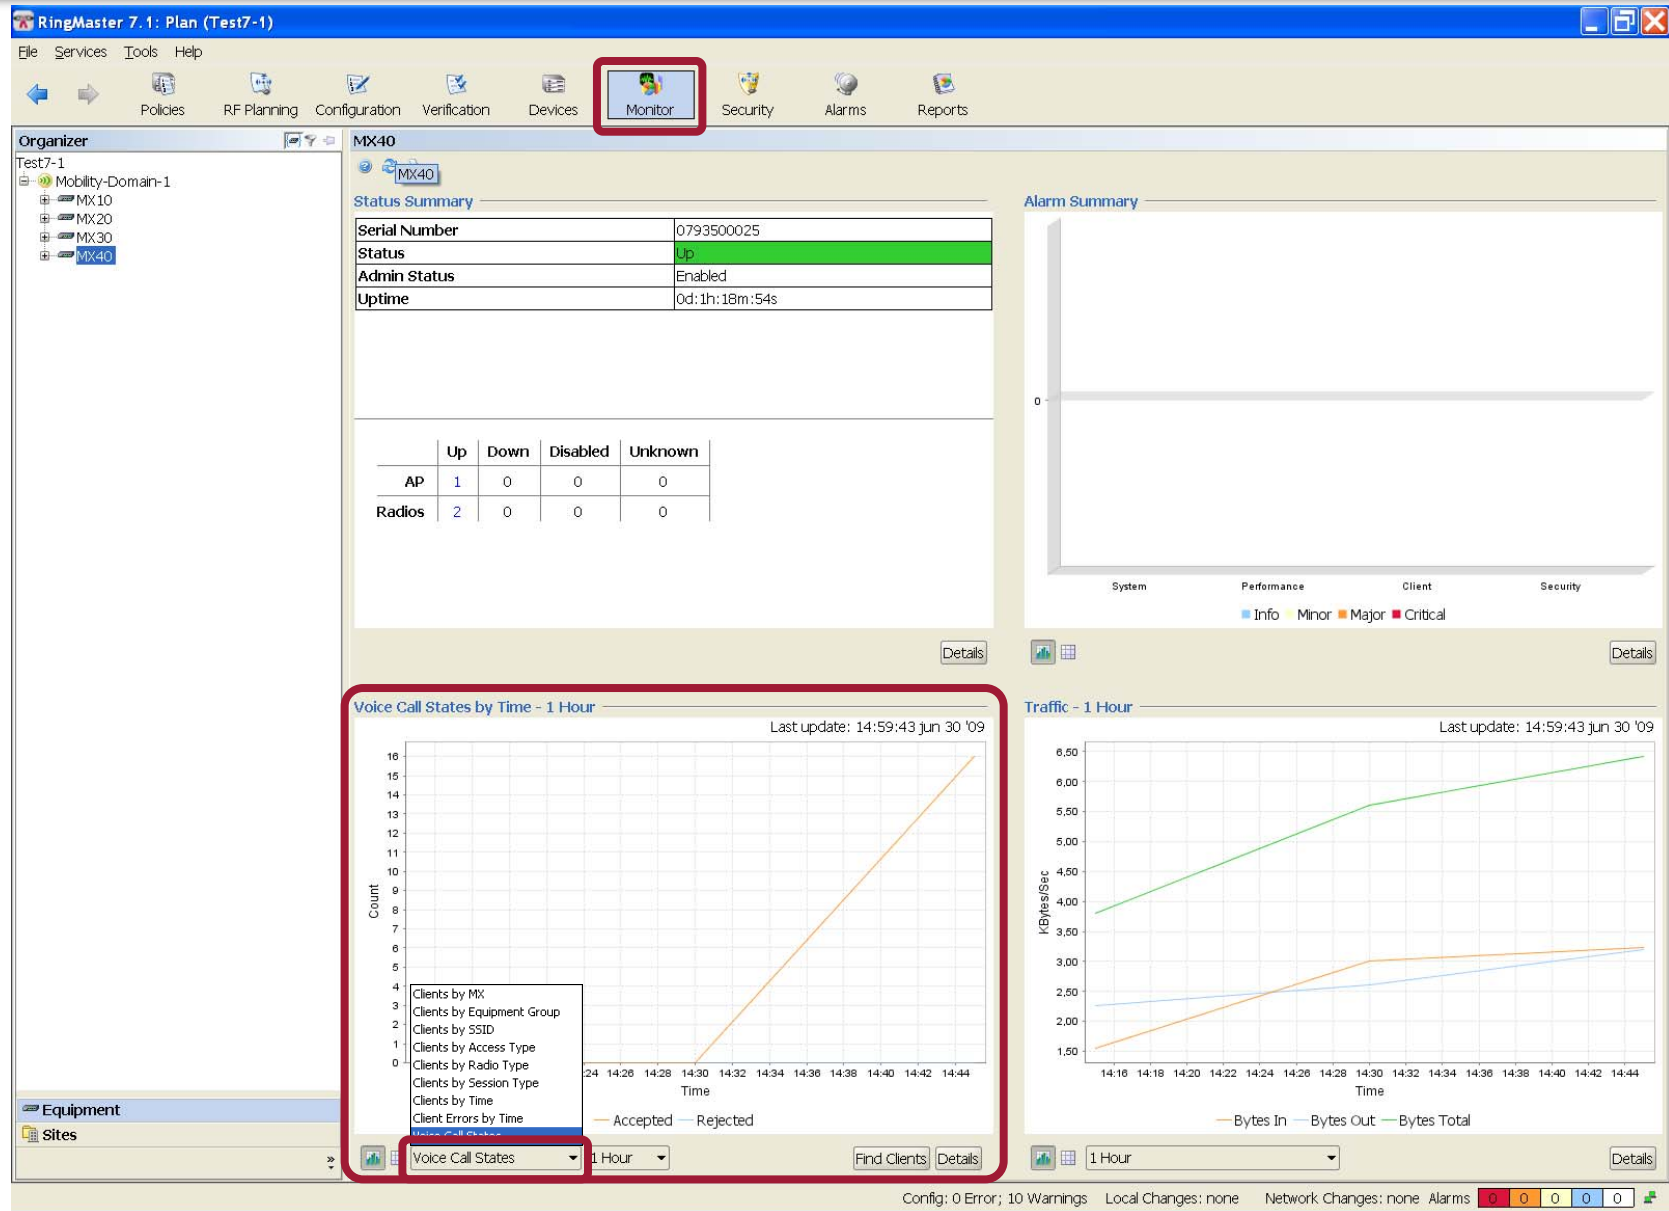 RingMaster 7.1: Plan (Test7-1)
File Services Tools Help
Policies RF Planning Configuration Verification Devices Monitor Security Alarms Reports
Organizer
Test7-1
Mobility-Domain-1
MX10
MX20
MX30
MX40
Equipment
Sites
»
MX40
MX40
Status Summary
Serial Number 0793500025
Status Up
Admin Status Enabled
Uptime 0d:1h:18m:54s
Up Down Disabled Unknown
AP 1 0 0 0
Radios 2 0 0 0
Details
Alarm Summary
0
System Performance Client Security
Info Minor Major Critical
Details
Voice Call States by Time - 1 Hour
Last update: 14:59:43 jun 30 '09
16
15
14
13
12
11
10
9
8
7
6
5
4
3
2
1
0
Count
:24 14:26 14:28 14:30 14:32 14:34 14:36 14:38 14:40 14:42 14:44
Time
Accepted Rejected
Clients by MX
Clients by Equipment Group
Clients by SSID
Clients by Access Type
Clients by Radio Type
Clients by Session Type
Clients by Time
Client Errors by Time
Voice Call States
Voice Call States 1 Hour Find Clients Details
Traffic - 1 Hour
Last update: 14:59:43 jun 30 '09
6,50
6,00
5,50
5,00
4,50
4,00
3,50
3,00
2,50
2,00
1,50
KBytes/Sec
14:16 14:18 14:20 14:22 14:24 14:26 14:28 14:30 14:32 14:34 14:36 14:38 14:40 14:42 14:44
Time
Bytes In Bytes Out Bytes Total
1 Hour Details
Config: 0 Error; 10 Warnings Local Changes: none Network Changes: none Alarms 0 0 0 0 0